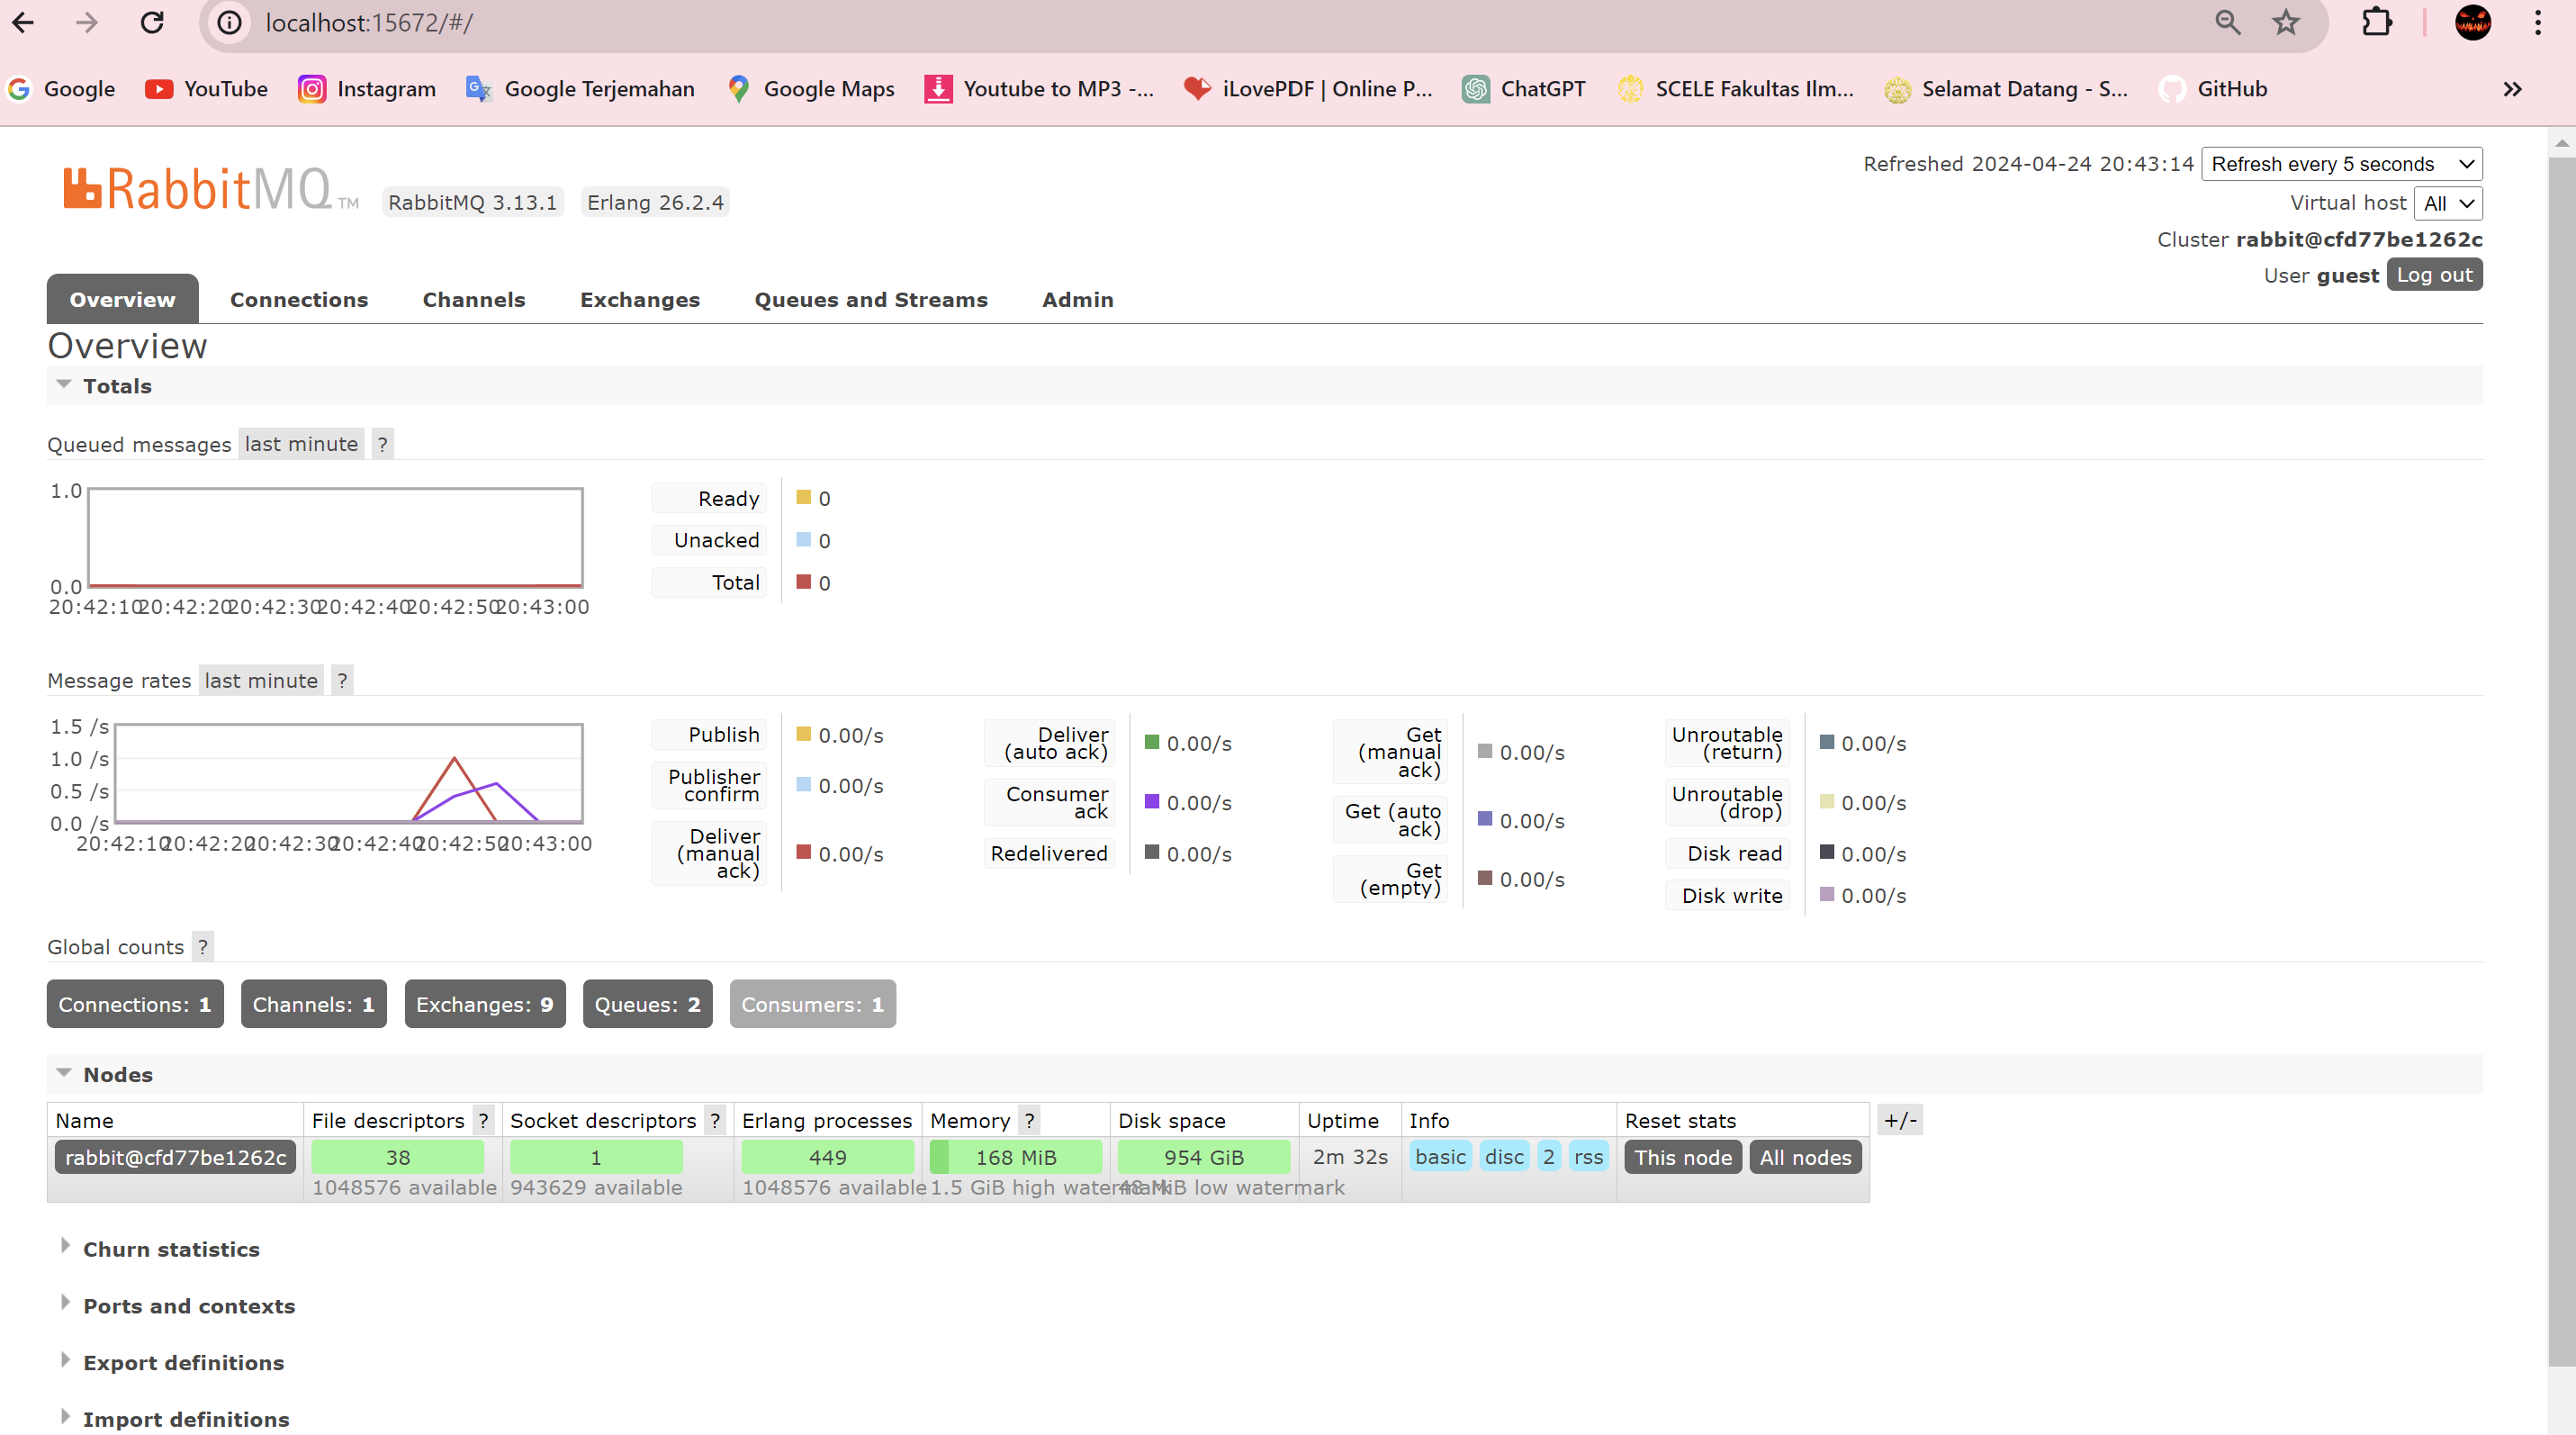 localhost:15672/#/
Google YouTube Instagram Google Terjemahan Google Maps Youtube to MP3 -... iLovePDF | Online P... ChatGPT SCELE Fakultas Ilm... Selamat Datang - S... GitHub
RabbitMQ TM RabbitMQ 3.13.1 Erlang 26.2.4
Refreshed 2024-04-24 20:43:14 Refresh every 5 seconds
Virtual host All
Cluster rabbit@cfd77be1262c
User guest Log out
Overview Connections Channels Exchanges Queues and Streams Admin
Overview
Totals
Queued messages last minute ?
1.0
0.0
20:42:10 20:42:20 20:42:30 20:42:40 20:42:50 20:43:00
Ready 0
Unacked 0
Total 0
Message rates last minute ?
1.5 /s
1.0 /s
0.5 /s
0.0 /s
20:42:10 20:42:20 20:42:30 20:42:40 20:42:50 20:43:00
Publish 0.00/s
Publisher
confirm 0.00/s
Deliver
(manual
ack) 0.00/s
Deliver
(auto ack) 0.00/s
Consumer
ack 0.00/s
Redelivered 0.00/s
Get
(manual
ack) 0.00/s
Get (auto
ack) 0.00/s
Get
(empty) 0.00/s
Unroutable
(return) 0.00/s
Unroutable
(drop) 0.00/s
Disk read 0.00/s
Disk write 0.00/s
Global counts ?
Connections: 1 Channels: 1 Exchanges: 9 Queues: 2 Consumers: 1
Nodes
Name File descriptors ? Socket descriptors ? Erlang processes Memory ? Disk space Uptime Info Reset stats +/-
rabbit@cfd77be1262c 38 1 449 168 MiB 954 GiB 2m 32s basic disc 2 rss This node All nodes
1048576 available 943629 available 1048576 available 1.5 GiB high watermark 48 MiB low watermark
Churn statistics
Ports and contexts
Export definitions
Import definitions